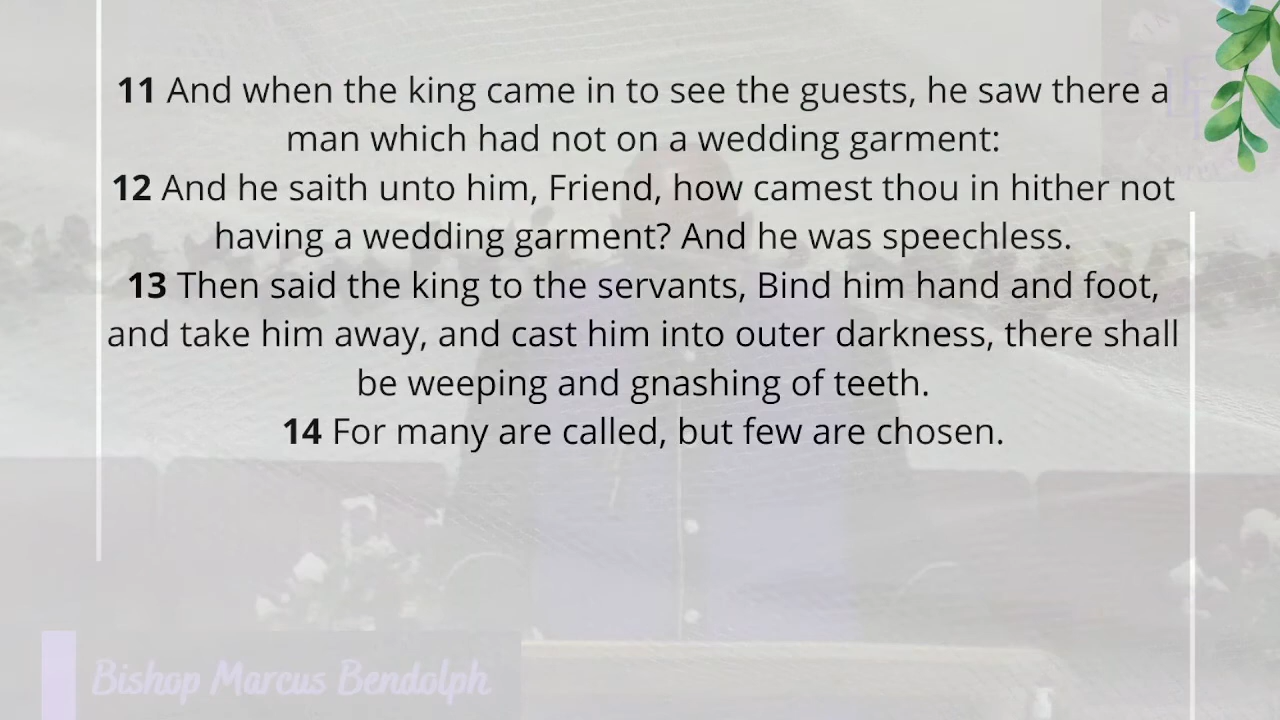 11 And when the king came in to see the guests, he saw there a
man which had not on a wedding garment:
12 And he saith unto him, Friend, how camest thou in hither not
having a wedding garment? And he was speechless.
13 Then said the king to the servants, Bind him hand and foot,
and take him away, and cast him into outer darkness, there shall
be weeping and gnashing of teeth.
14 For many are called, but few are chosen.
Bishop Marcus Bendolph